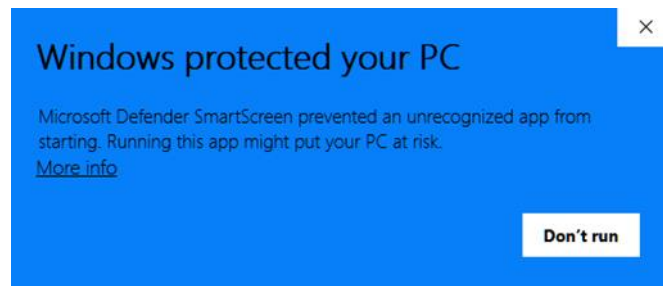 Windows protected your PC
Microsoft Defender SmartScreen prevented an unrecognized app from
starting. Running this app might put your PC at risk.
More info
Don't run